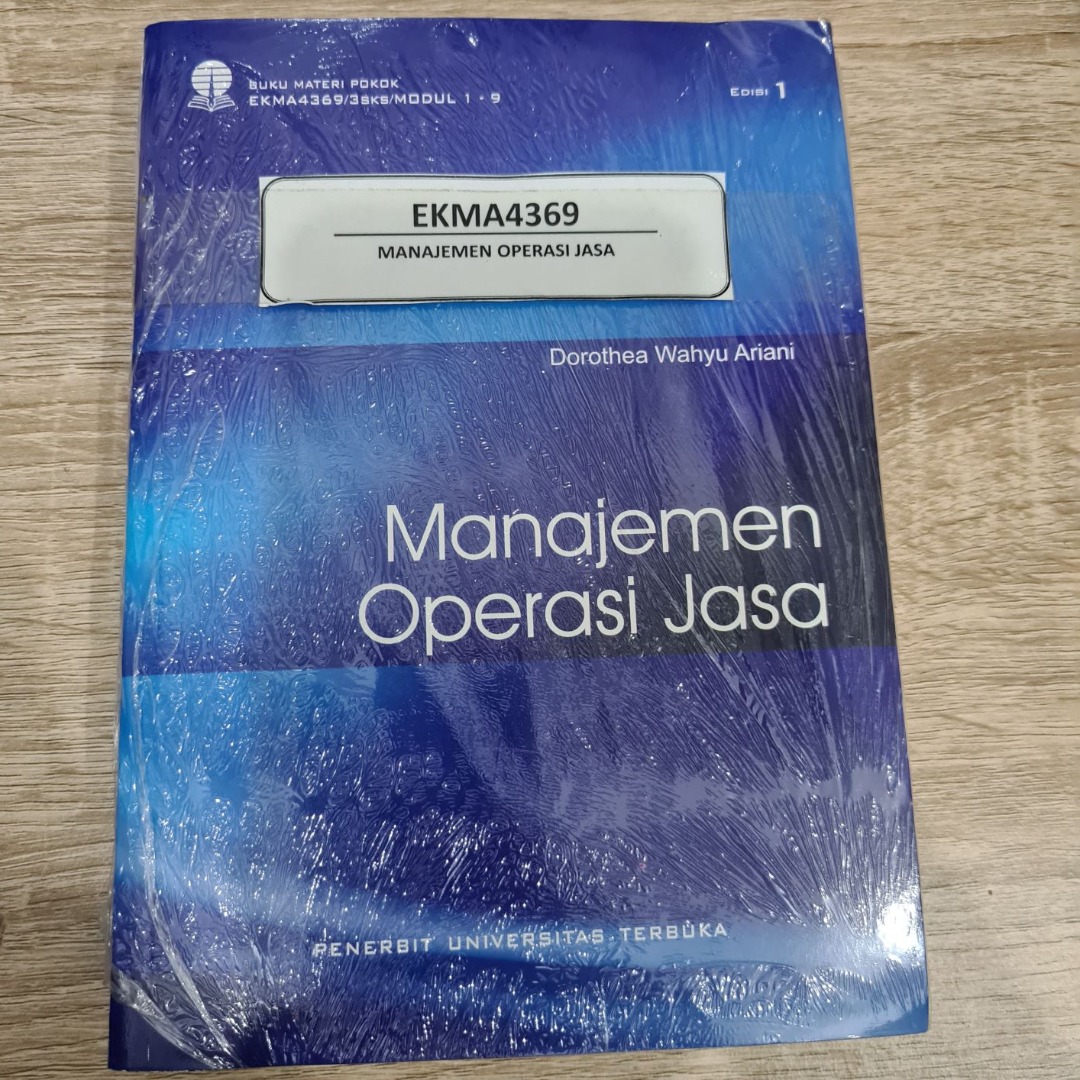 BUKU MATERI POKOK
EKMA4369/3SKS/MODUL 1 - 9
EDISI 1
EKMA4369
MANAJEMEN OPERASI JASA
Dorothea Wahyu Ariani
Manajemen
Operasi Jasa
PENERBIT UNIVERSITAS TERBUKA